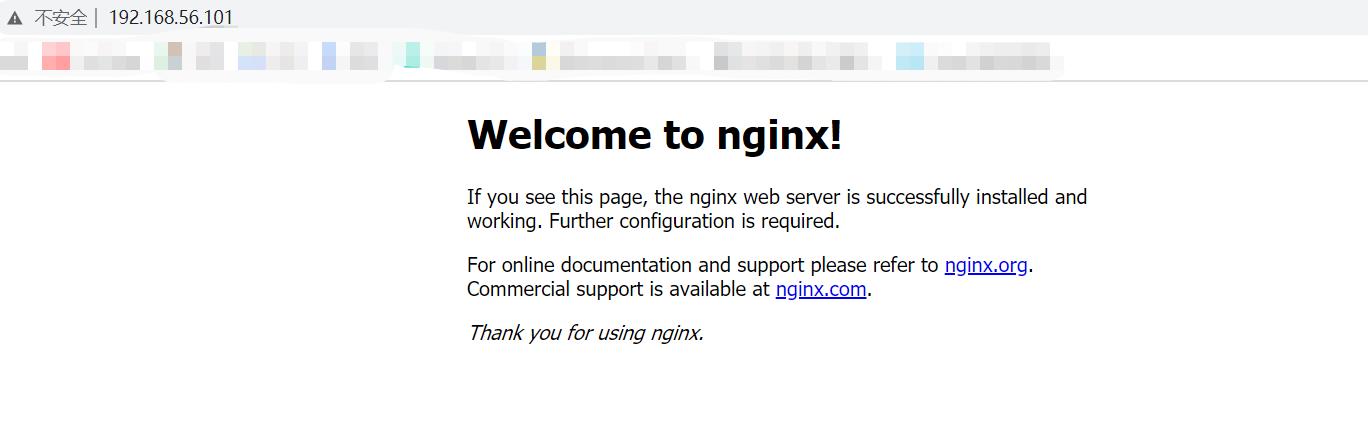 不安全 | 192.168.56.101
Welcome to nginx!
If you see this page, the nginx web server is successfully installed and
working. Further configuration is required.
For online documentation and support please refer to nginx.org.
Commercial support is available at nginx.com.
Thank you for using nginx.